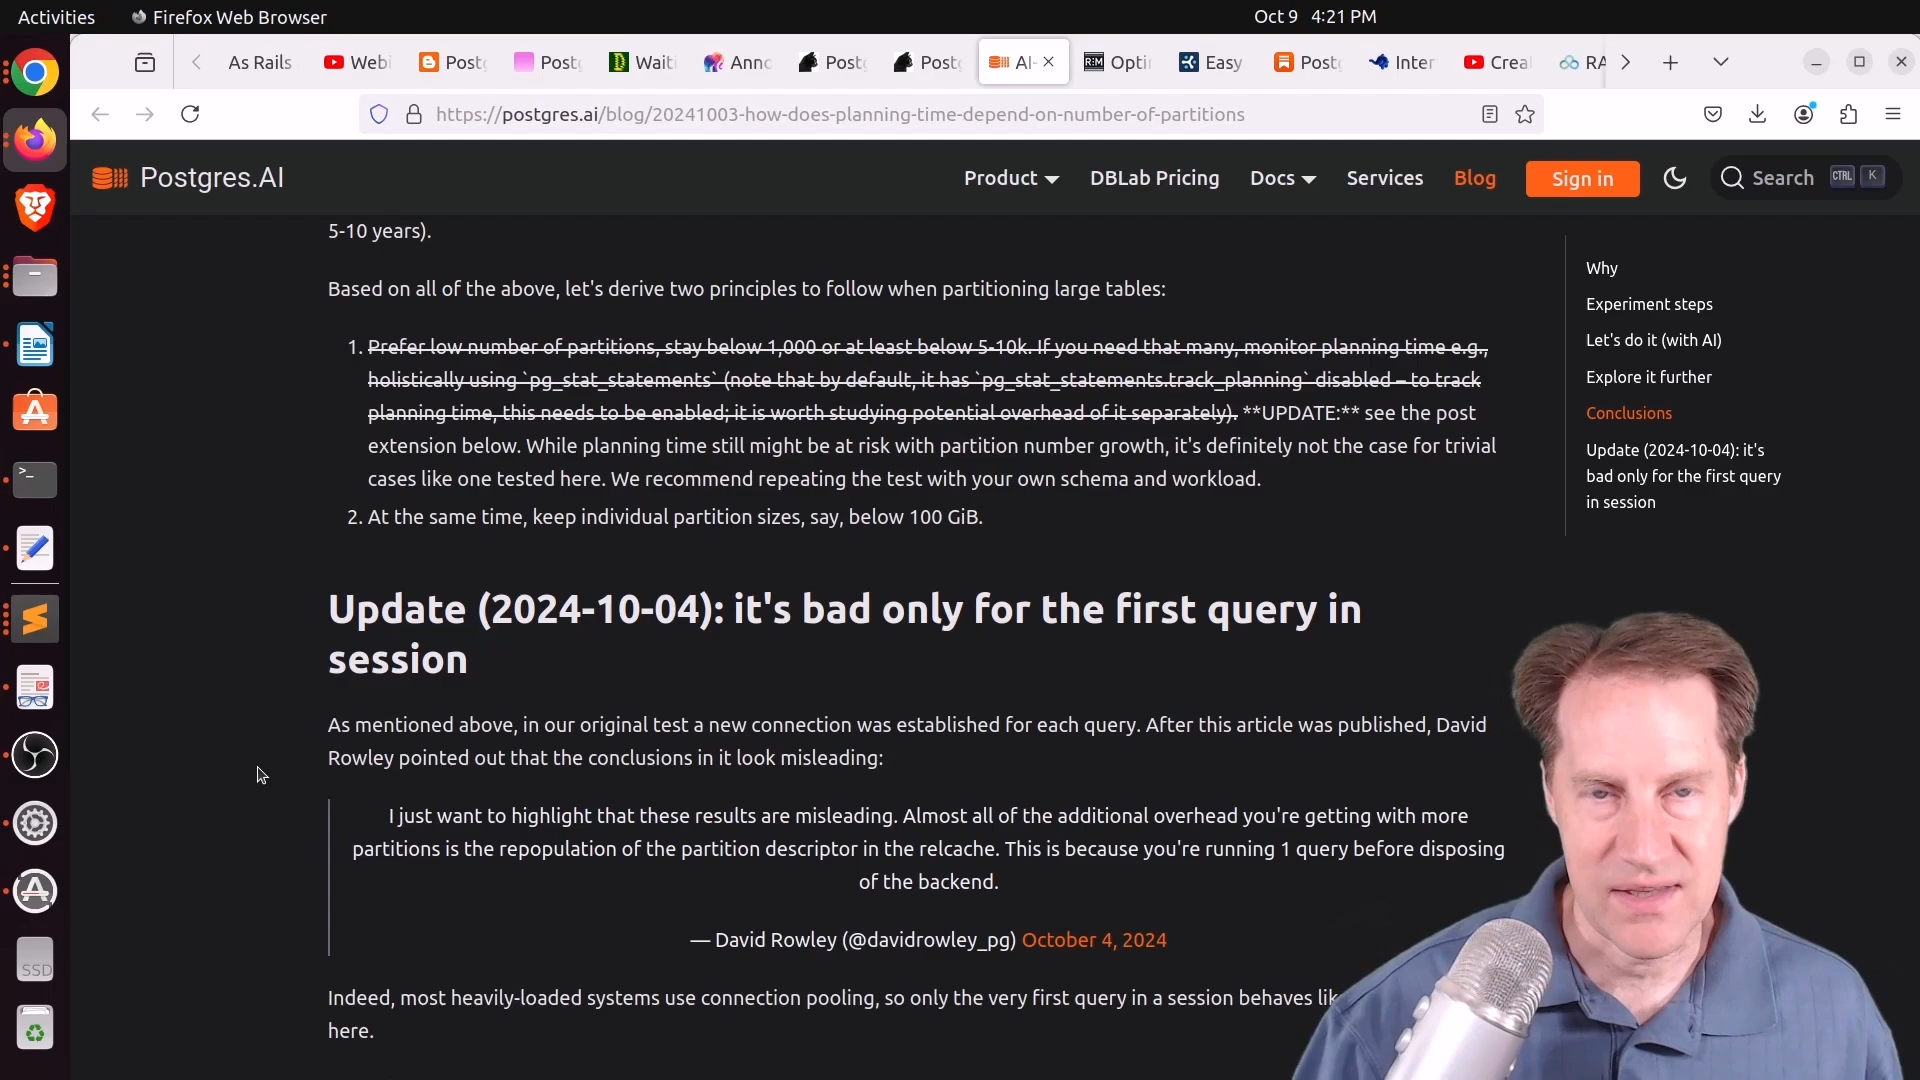 Activities
Firefox Web Browser
Oct 9 4:21 PM
As Rails
Webi
Postg
Postg
Waiti
Anno
Postg
Postg
AI-
Opti
Easy
Postg
Inter
Crea
RA
https://postgres.ai/blog/20241003-how-does-planning-time-depend-on-number-of-partitions
Postgres.AI
Product
DBLab Pricing
Docs
Services
Blog
Sign in
Search
CTRL
K
5-10 years).
Based on all of the above, let's derive two principles to follow when partitioning large tables:
1. Prefer low number of partitions, stay below 1,000 or at least below 5-10k. If you need that many, monitor planning time e.g.,
holistically using `pg_stat_statements` (note that by default, it has `pg_stat_statements.track_planning` disabled – to track
planning time, this needs to be enabled; it is worth studying potential overhead of it separately). **UPDATE:** see the post
extension below. While planning time still might be at risk with partition number growth, it's definitely not the case for trivial
cases like one tested here. We recommend repeating the test with your own schema and workload.
2. At the same time, keep individual partition sizes, say, below 100 GiB.
Update (2024-10-04): it's bad only for the first query in
session
As mentioned above, in our original test a new connection was established for each query. After this article was published, David
Rowley pointed out that the conclusions in it look misleading:
I just want to highlight that these results are misleading. Almost all of the additional overhead you're getting with more
partitions is the repopulation of the partition descriptor in the relcache. This is because you're running 1 query before disposing
of the backend.
— David Rowley (@davidrowley_pg) October 4, 2024
Indeed, most heavily-loaded systems use connection pooling, so only the very first query in a session behaves lik
here.
Why
Experiment steps
Let's do it (with AI)
Explore it further
Conclusions
Update (2024-10-04): it's
bad only for the first query
in session
SSD